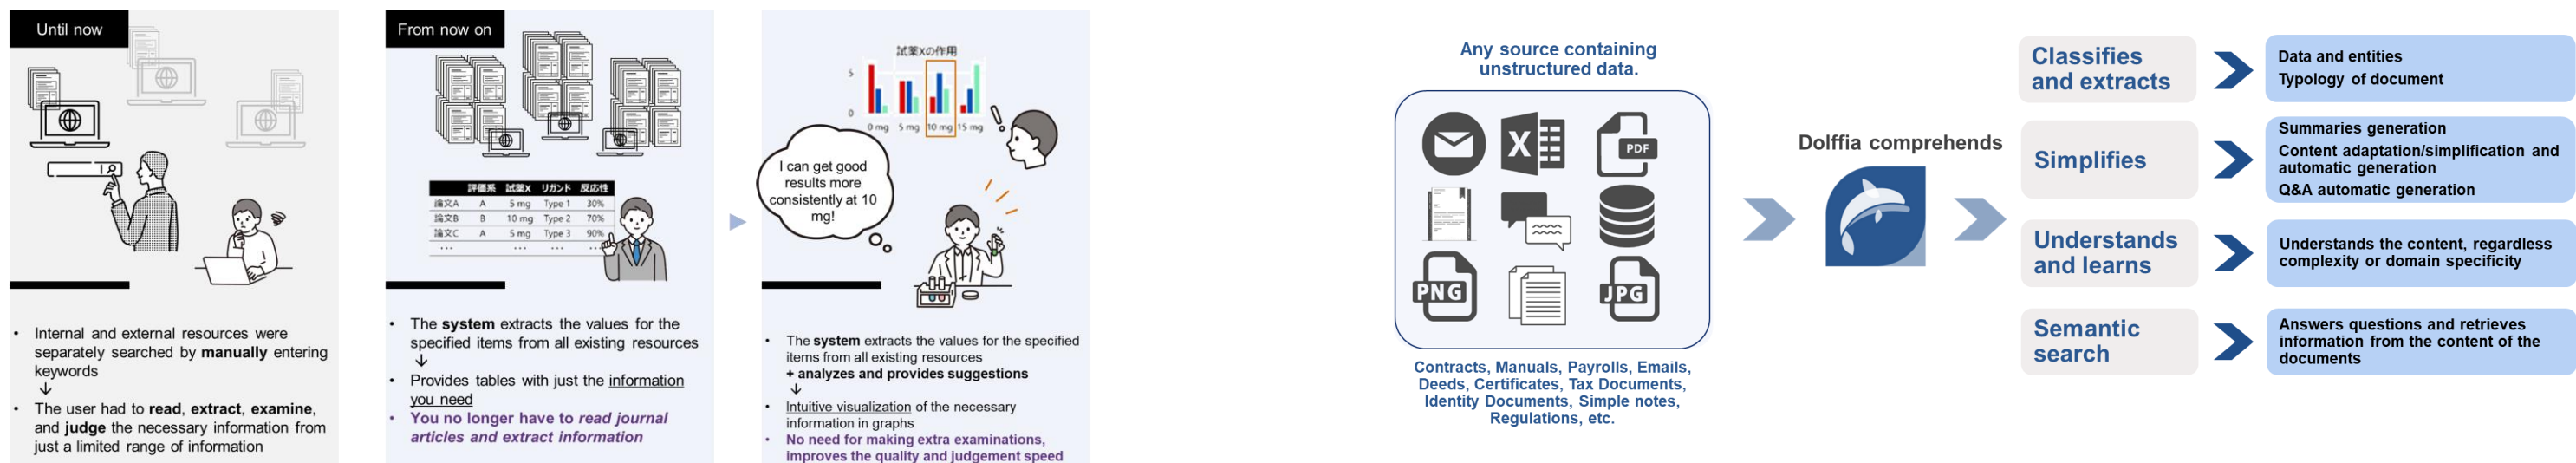 Until now
• Internal and external resources were
separately searched by manually entering
keywords
↓
• The user had to read, extract, examine,
and judge the necessary information from
just a limited range of information
From now on
評価系 試薬X リガンド 反応性
論文A A 5 mg Type 1 30%
論文B B 10 mg Type 2 70%
論文C A 5 mg Type 3 90%
... ... ... ...
• The system extracts the values for the
specified items from all existing resources
↓
• Provides tables with just the information
you need
• You no longer have to read journal
articles and extract information
試薬Xの作用
5
0
0 mg 5 mg 10 mg 15 mg
I can get good
results more
consistently at 10
mg!
• The system extracts the values for the specified
items from all existing resources
+ analyzes and provides suggestions
↓
• Intuitive visualization of the necessary
information in graphs
• No need for making extra examinations,
improves the quality and judgement speed
Any source containing
unstructured data.
X
PDF
PNG
JPG
Contracts, Manuals, Payrolls, Emails,
Deeds, Certificates, Tax Documents,
Identity Documents, Simple notes,
Regulations, etc.
Dolffia comprehends
Classifies
and extracts
Data and entities
Typology of document
Simplifies
Summaries generation
Content adaptation/simplification and
automatic generation
Q&A automatic generation
Understands
and learns
Understands the content, regardless
complexity or domain specificity
Semantic
search
Answers questions and retrieves
information from the content of the
documents